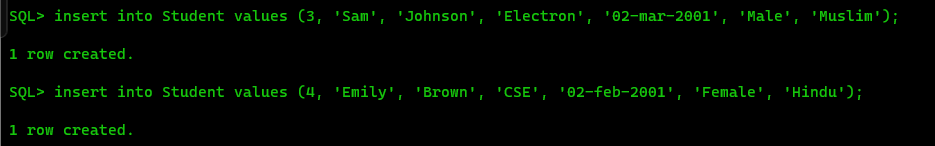 SQL> insert into Student values (3, 'Sam', 'Johnson', 'Electron', '02-mar-2001', 'Male', 'Muslim');
1 row created.
SQL> insert into Student values (4, 'Emily', 'Brown', 'CSE', '02-feb-2001', 'Female', 'Hindu');
1 row created.